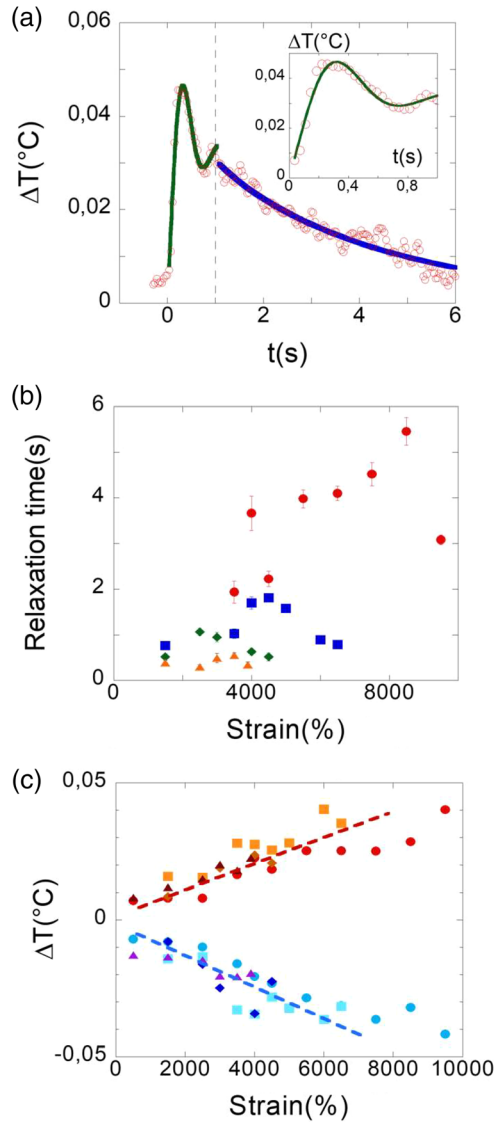 (a)
0,06
0,04
0,02
0
ΔT(°C)
0 2 4 6
t(s)
ΔT(°C)
0,04
0,02
0
0 0,4 0,8
t(s)
(b)
6
4
2
0
Relaxation time(s)
0 4000 8000
Strain(%)
(c)
0,05
0
-0,05
ΔT(°C)
0 2000 4000 6000 8000 10000
Strain(%)